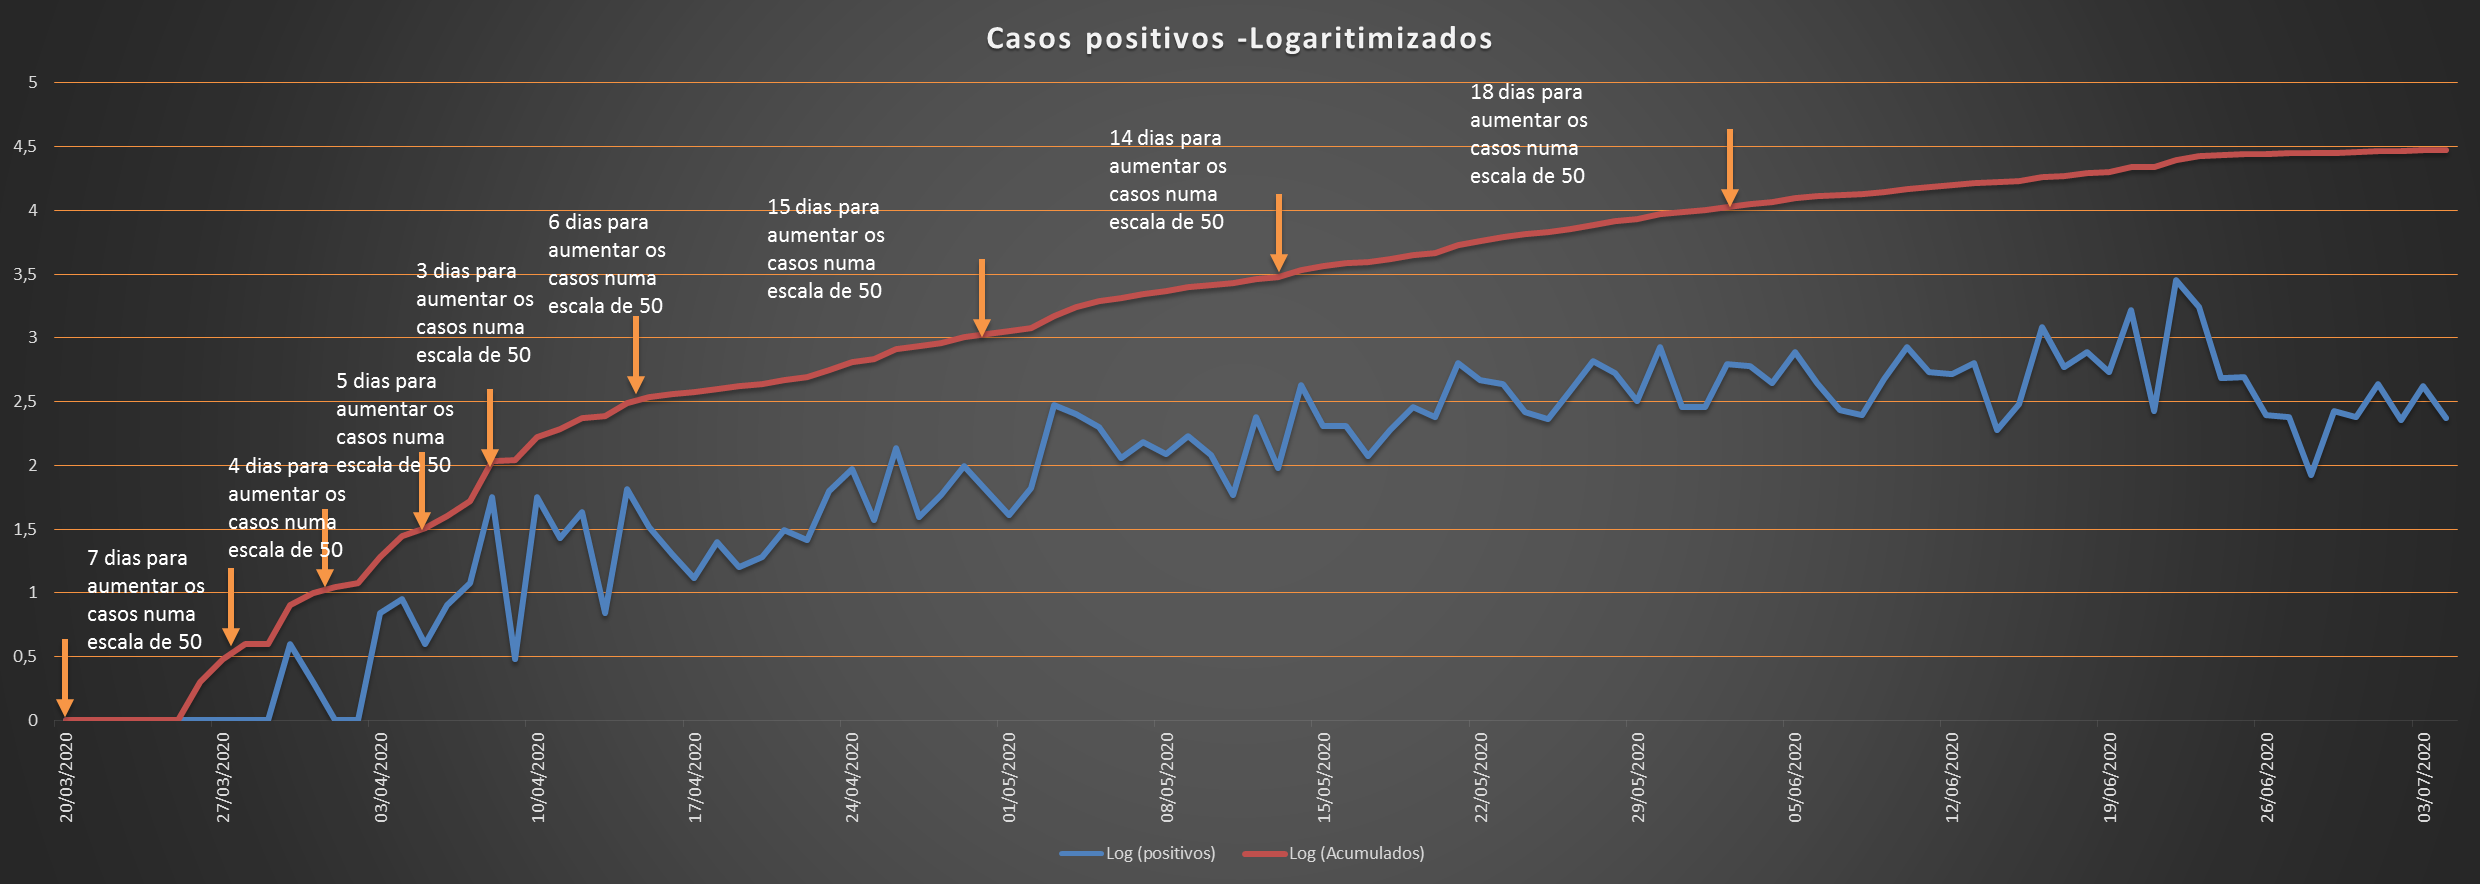 Casos positivos -Logaritimizados
5
4,5
4
3,5
3
2,5
2
1,5
1
0,5
0
7 dias para
aumentar os
casos numa
escala de 50
4 dias para
aumentar os
casos numa
escala de 50
5 dias para
aumentar os
casos numa
escala de 50
3 dias para
aumentar os
casos numa
escala de 50
6 dias para
aumentar os
casos numa
escala de 50
15 dias para
aumentar os
casos numa
escala de 50
14 dias para
aumentar os
casos numa
escala de 50
18 dias para
aumentar os
casos numa
escala de 50
20/03/2020
27/03/2020
03/04/2020
10/04/2020
17/04/2020
24/04/2020
01/05/2020
08/05/2020
15/05/2020
22/05/2020
29/05/2020
05/06/2020
12/06/2020
19/06/2020
26/06/2020
03/07/2020
Log (positivos)
Log (Acumulados)